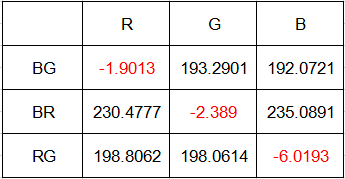 R G B
BG -1.9013 193.2901 192.0721
BR 230.4777 -2.389 235.0891
RG 198.8062 198.0614 -6.0193